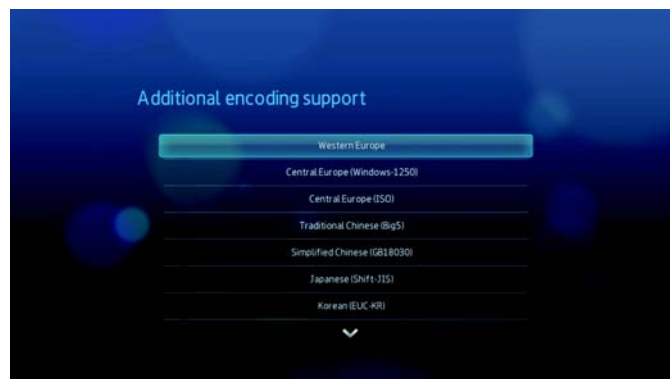 Additional encoding support
Western Europe
Central Europe (Windows-1250)
Central Europe (ISO)
Traditional Chinese (Big5)
Simplified Chinese (GB18030)
Japanese (Shift-JIS)
Korean (EUC-KR)